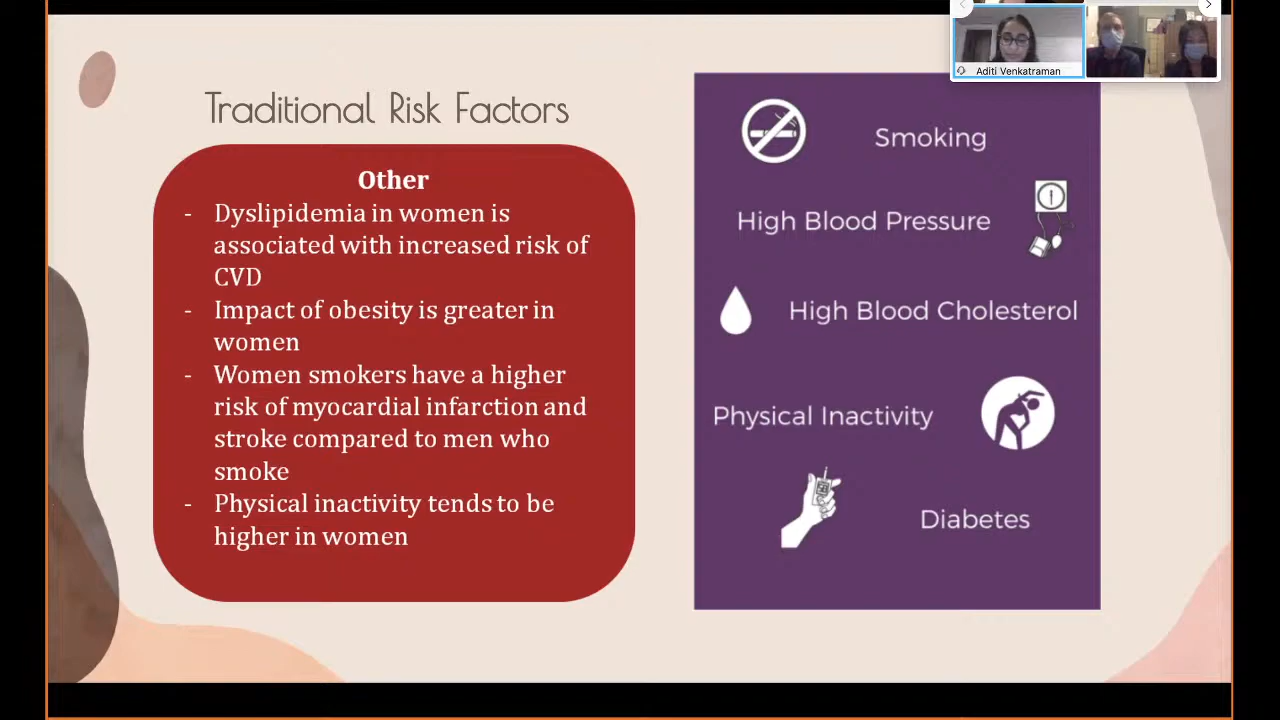 Aditi Venkatraman
Traditional Risk Factors
Other
- Dyslipidemia in women is
associated with increased risk of
CVD
- Impact of obesity is greater in
women
- Women smokers have a higher
risk of myocardial infarction and
stroke compared to men who
smoke
- Physical inactivity tends to be
higher in women
Smoking
High Blood Pressure
High Blood Cholesterol
Physical Inactivity
Diabetes